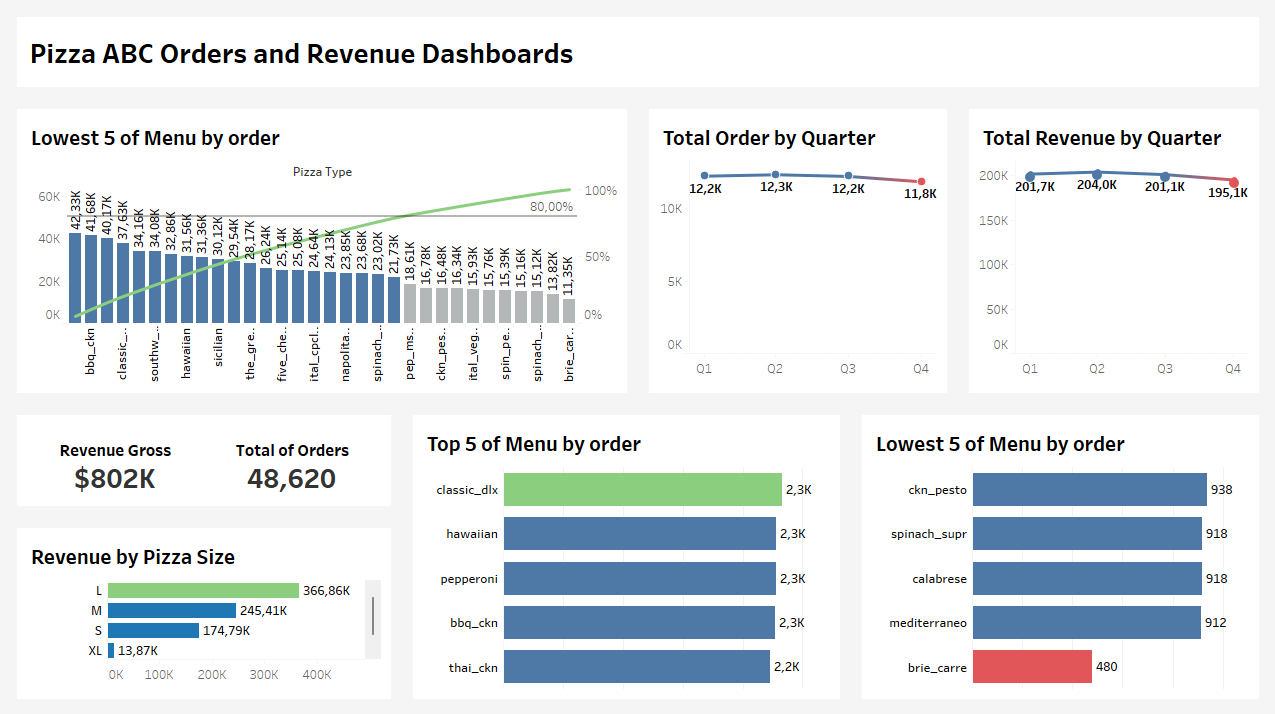 Pizza ABC Orders and Revenue Dashboards
Lowest 5 of Menu by order
Pizza Type
60K
40K
20K
0K
42,33K
41,68K
40,17K
37,63K
34,16K
34,08K
32,86K
31,56K
31,36K
30,12K
29,54K
28,17K
26,24K
25,14K
25,08K
24,64K
24,13K
23,85K
23,68K
23,02K
21,73K
18,61K
16,78K
16,48K
16,34K
15,93K
15,76K
15,39K
15,16K
15,12K
13,82K
11,35K
80,00%
100%
50%
0%
bbq_ckn
classic_..
southw_..
hawaiian
sicilian
the_gre..
five_che..
ital_cpcl..
napolita..
spinach_..
pep_ms..
ckn_pes..
ital_veg..
spin_pe..
spinach_..
brie_car..
Total Order by Quarter
10K
5K
0K
12,2K
12,3K
12,2K
11,8K
Q1
Q2
Q3
Q4
Total Revenue by Quarter
200K
150K
100K
50K
0K
201,7K
204,0K
201,1K
195,1K
Q1
Q2
Q3
Q4
Revenue Gross
$802K
Total of Orders
48,620
Revenue by Pizza Size
L 366,86K
M 245,41K
S 174,79K
XL 13,87K
0K 100K 200K 300K 400K
Top 5 of Menu by order
classic_dlx 2,3K
hawaiian 2,3K
pepperoni 2,3K
bbq_ckn 2,3K
thai_ckn 2,2K
Lowest 5 of Menu by order
ckn_pesto 938
spinach_supr 918
calabrese 918
mediterraneo 912
brie_carre 480